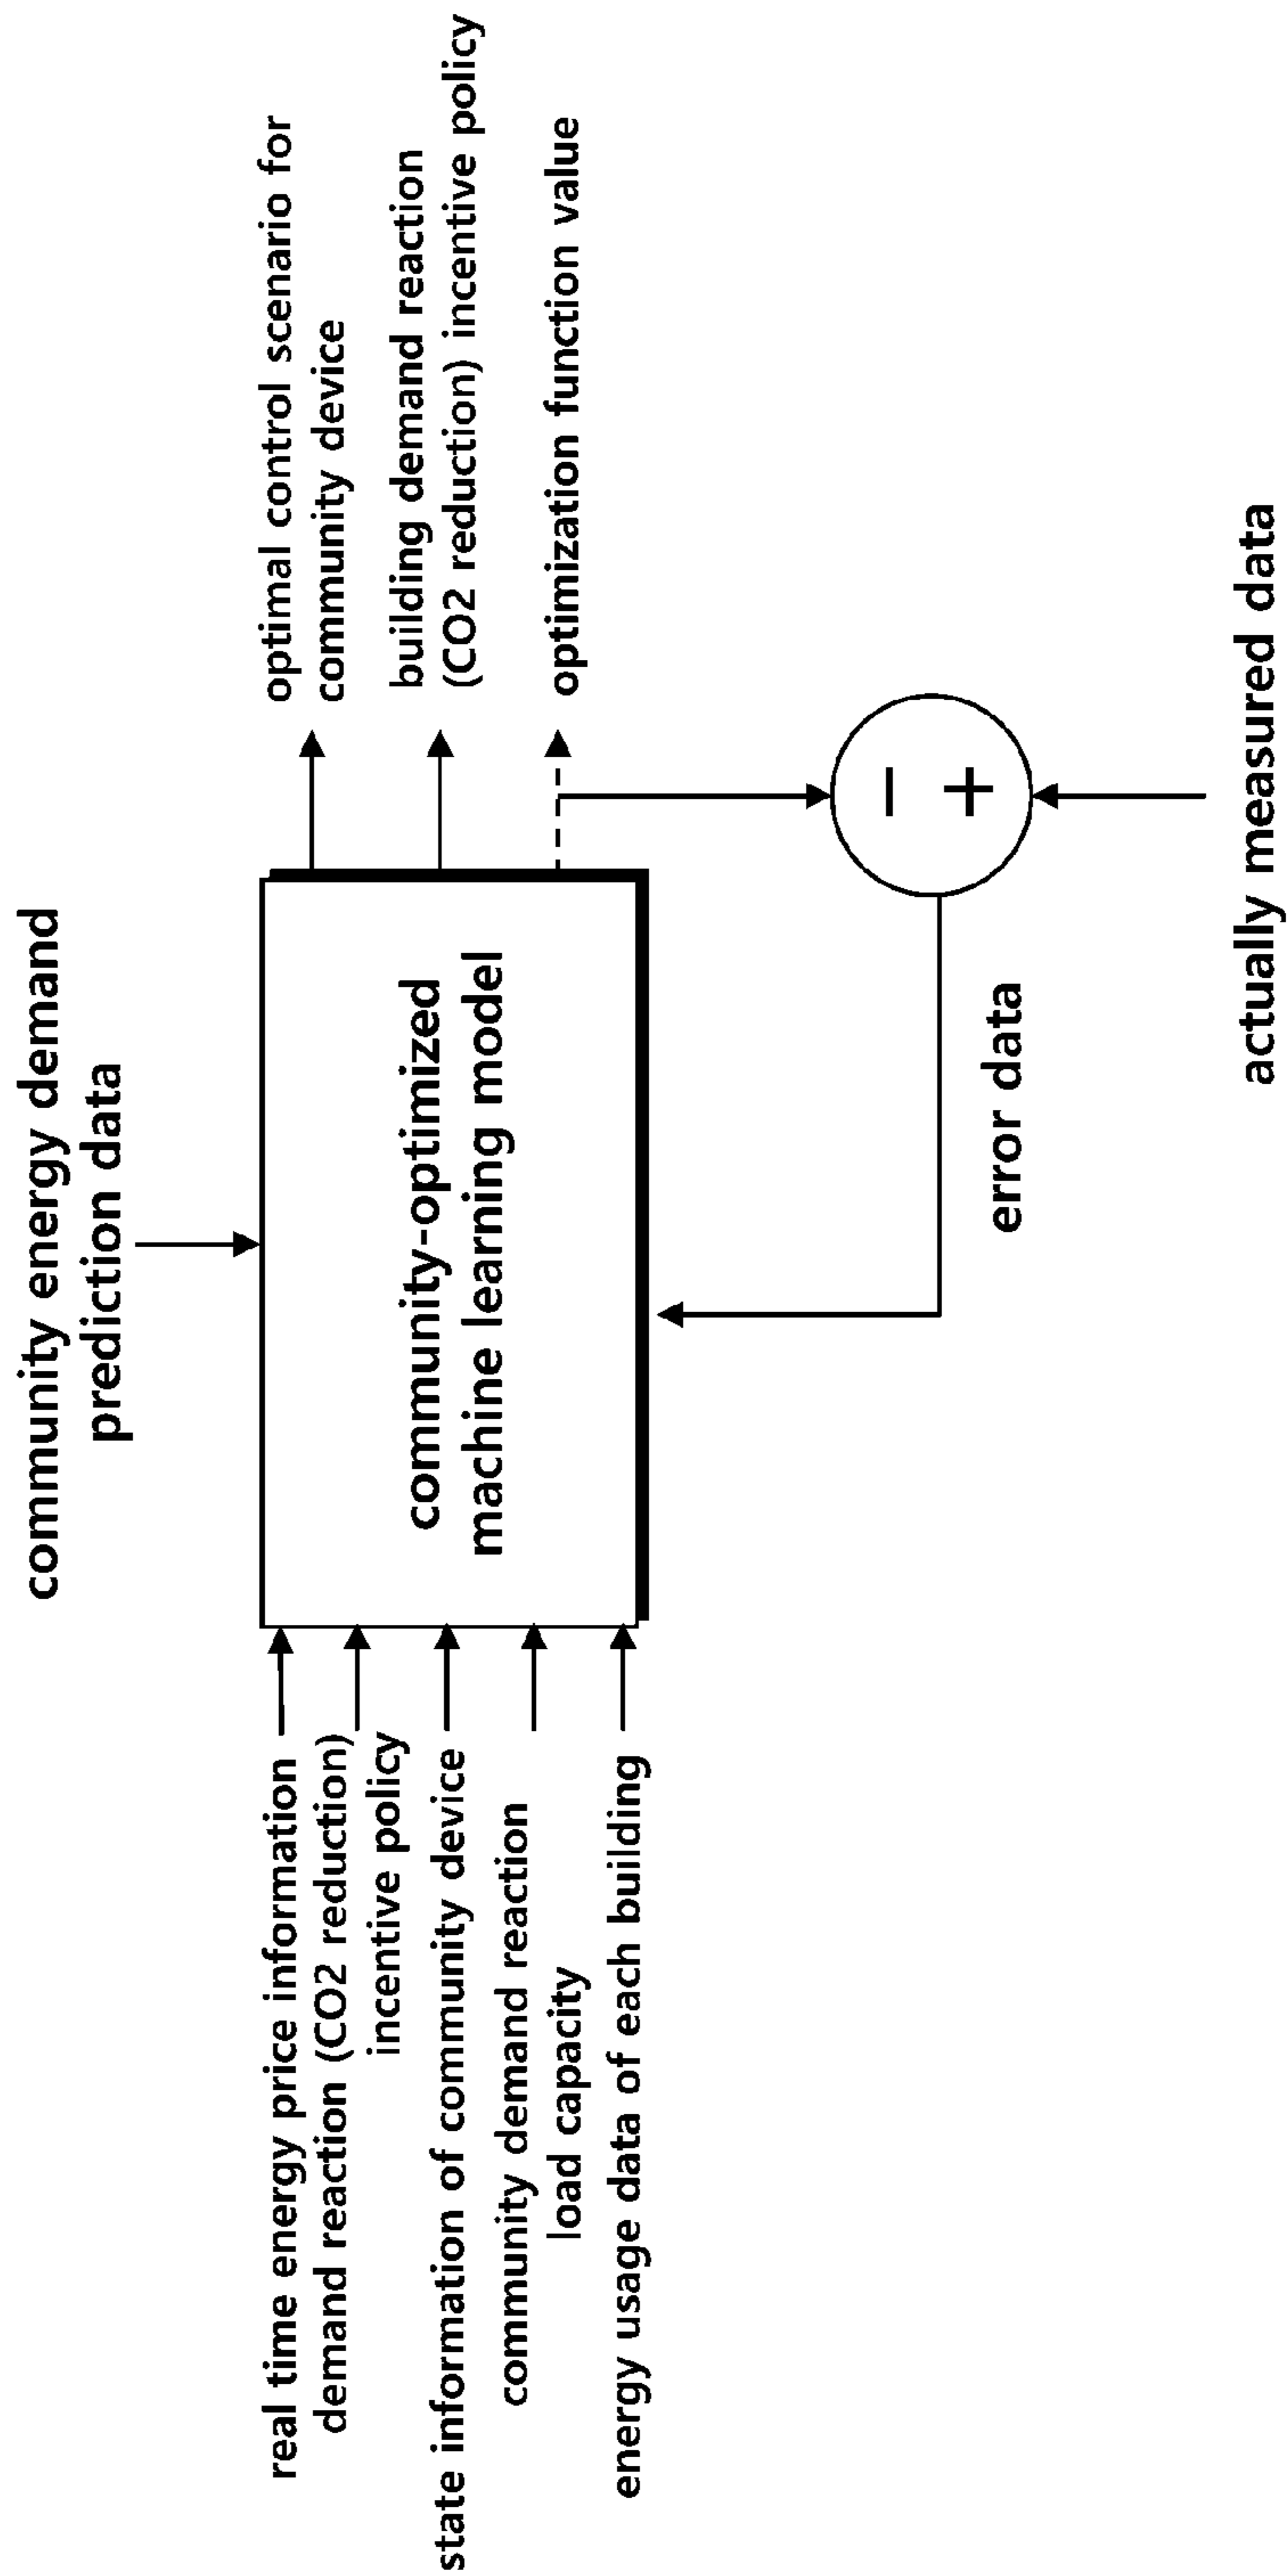 community energy demand
prediction data
real time energy price information
demand reaction (CO2 reduction)
incentive policy
state information of community device
community demand reaction
load capacity
energy usage data of each building
community-optimized
machine learning model
optimal control scenario for
community device
building demand reaction
(CO2 reduction) incentive policy
optimization function value
−
+
error data
actually measured data